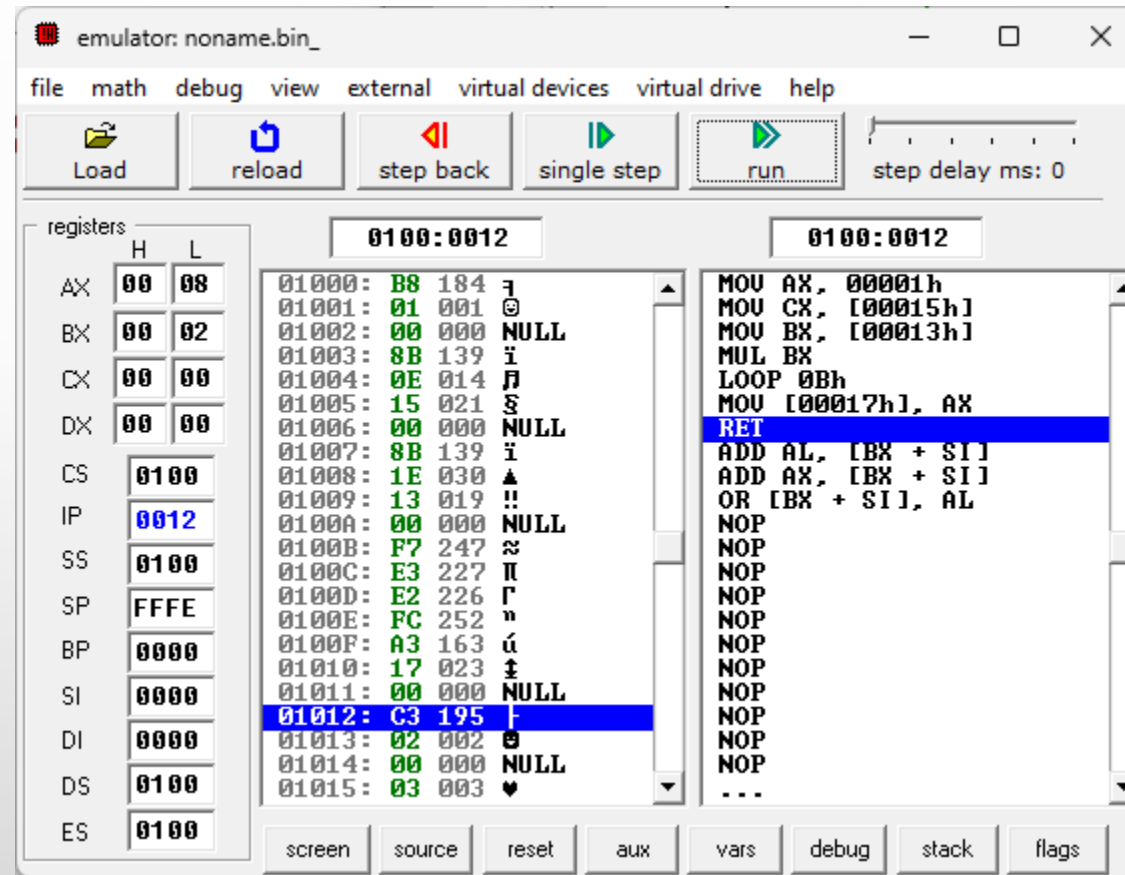 emulator: noname.bin_
file math debug view external virtual devices virtual drive help
Load reload step back single step run step delay ms: 0
registers
H L
0100:0012 0100:0012
AX 00 08
BX 00 02
CX 00 00
DX 00 00
CS 0100
IP 0012
SS 0100
SP FFFE
BP 0000
SI 0000
DI 0000
DS 0100
ES 0100
01000: B8 184 ╕
01001: 01 001 ☺
01002: 00 000 NULL
01003: 8B 139 ï
01004: 0E 014 ♫
01005: 15 021 §
01006: 00 000 NULL
01007: 8B 139 ï
01008: 1E 030 ▲
01009: 13 019 ‼
0100A: 00 000 NULL
0100B: F7 247 ≈
0100C: E3 227 π
0100D: E2 226 Γ
0100E: FC 252 ⁿ
0100F: A3 163 ú
01010: 17 023 ↨
01011: 00 000 NULL
01012: C3 195 ├
01013: 02 002 ☻
01014: 00 000 NULL
01015: 03 003 ♥
MOV AX, 00001h
MOV CX, [00015h]
MOV BX, [00013h]
MUL BX
LOOP 0Bh
MOV [00017h], AX
RET
ADD AL, [BX + SI]
ADD AX, [BX + SI]
OR [BX + SI], AL
NOP
NOP
NOP
NOP
NOP
NOP
NOP
NOP
NOP
NOP
NOP
...
screen source reset aux vars debug stack flags